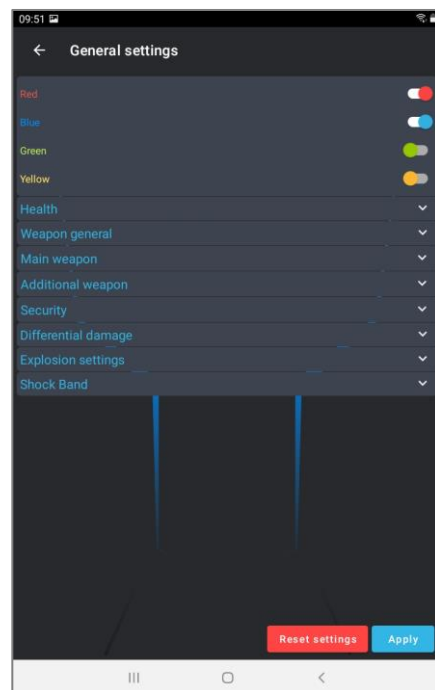 09:51
General settings
Red
Blue
Green
Yellow
Health
Weapon general
Main weapon
Additional weapon
Security
Differential damage
Explosion settings
Shock Band
Reset settings
Apply